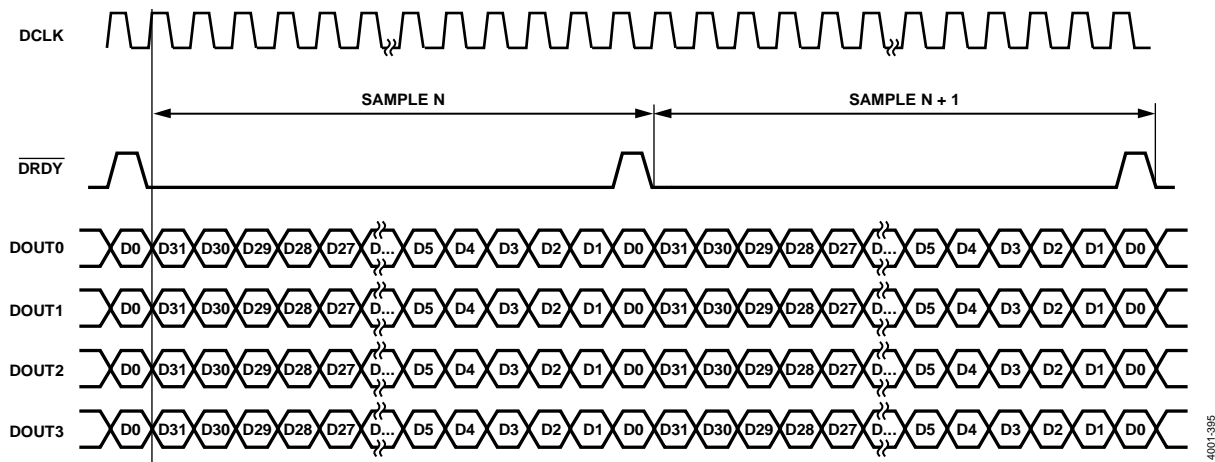 DCLK
SAMPLE N SAMPLE N + 1
DRDY
DOUT0 D0 D31 D30 D29 D28 D27 D... D5 D4 D3 D2 D1 D0 D31 D30 D29 D28 D27 D... D5 D4 D3 D2 D1 D0
DOUT1 D0 D31 D30 D29 D28 D27 D... D5 D4 D3 D2 D1 D0 D31 D30 D29 D28 D27 D... D5 D4 D3 D2 D1 D0
DOUT2 D0 D31 D30 D29 D28 D27 D... D5 D4 D3 D2 D1 D0 D31 D30 D29 D28 D27 D... D5 D4 D3 D2 D1 D0
DOUT3 D0 D31 D30 D29 D28 D27 D... D5 D4 D3 D2 D1 D0 D31 D30 D29 D28 D27 D... D5 D4 D3 D2 D1 D0
4001-395